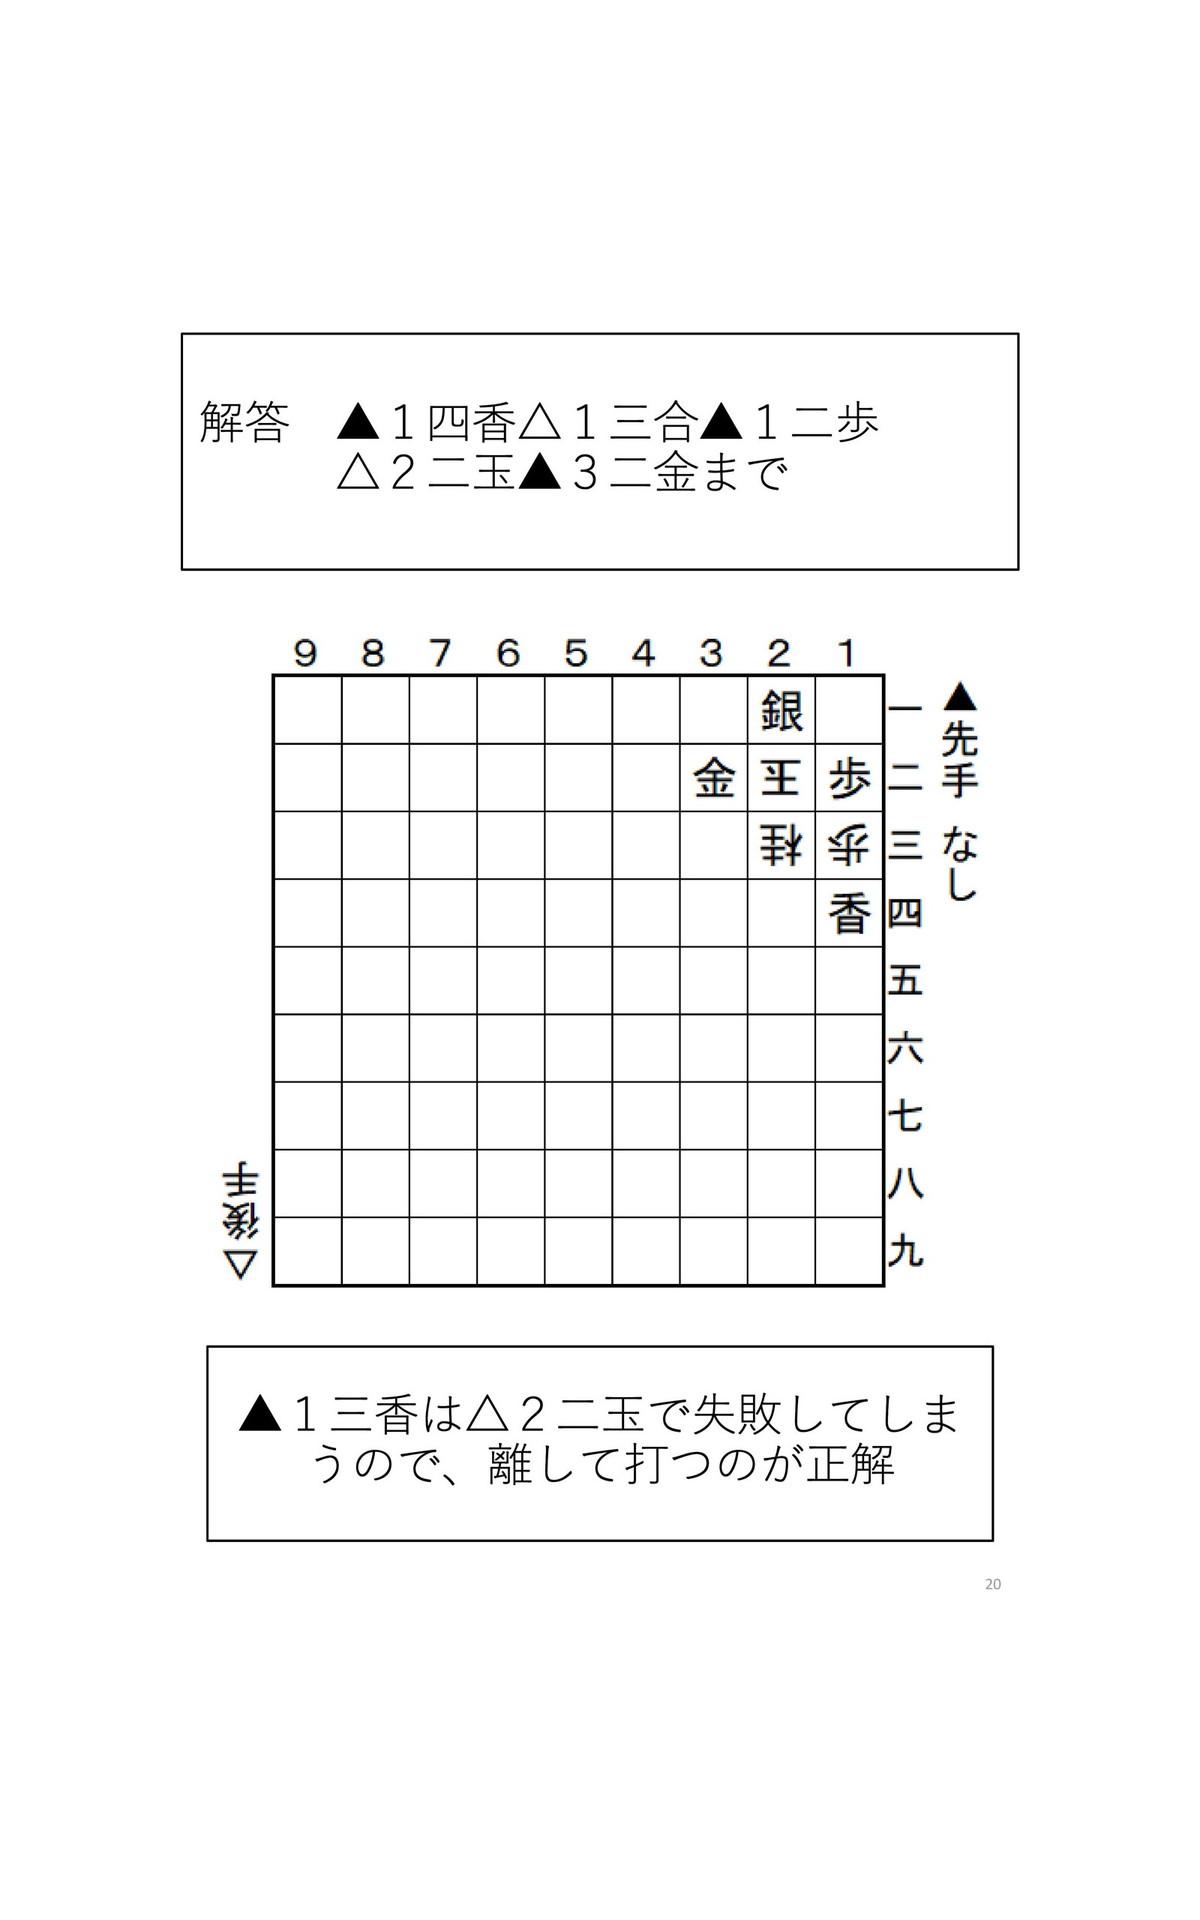 解答　▲１四香△１三合▲１二歩
△２二玉▲３二金まで
９ ８ ７ ６ ５ ４ ３ ２ １
銀 一
金 王 歩 二
桂 歩 三
香 四
五
六
七
八
九
▲先手 なし
△後手
▲１三香は△２二玉で失敗してしま
うので、離して打つのが正解
20